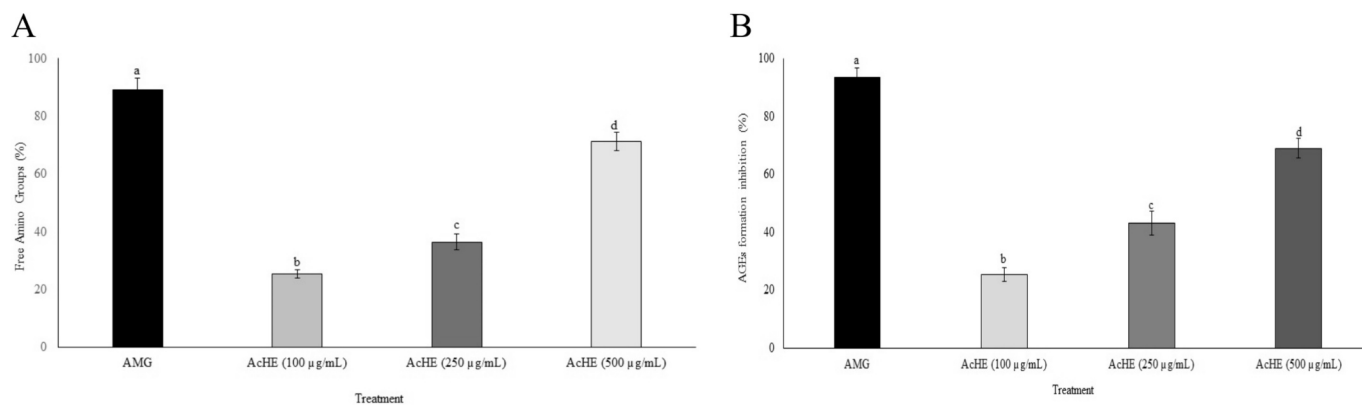 A
Free Amino Groups (%)
100
80
60
40
20
0
a
b
c
d
AMG
AcHE (100 µg/mL)
AcHE (250 µg/mL)
AcHE (500 µg/mL)
Treatment
B
AGEs formation inhibition (%)
100
80
60
40
20
0
a
b
c
d
AMG
AcHE (100 µg/mL)
AcHE (250 µg/mL)
AcHE (500 µg/mL)
Treatment